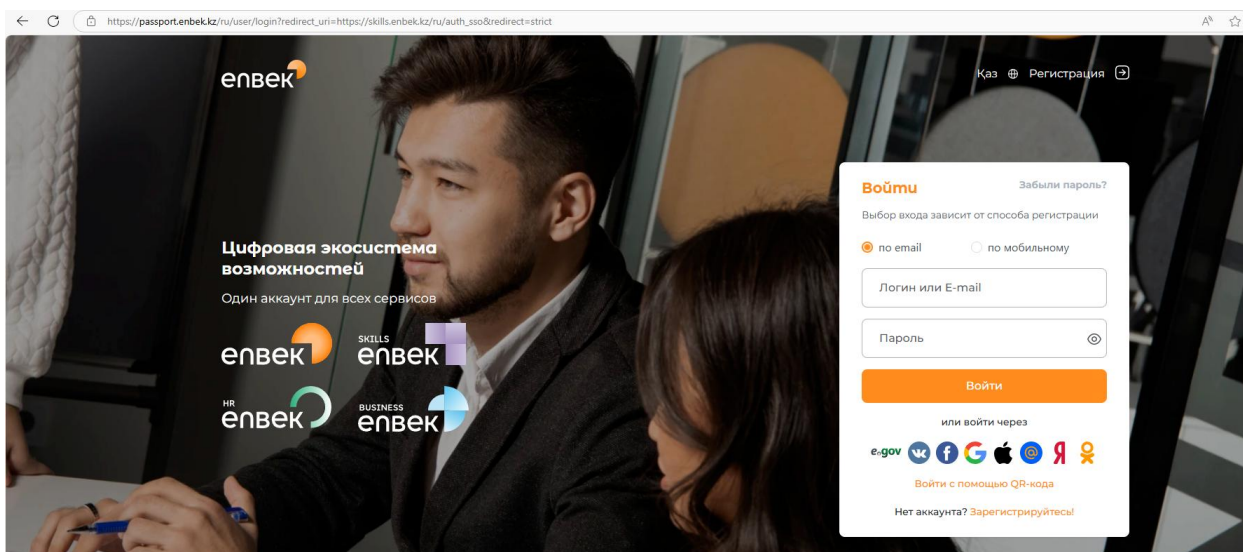 https://passport.enbek.kz/ru/user/login?redirect_uri=https://skills.enbek.kz/ru/auth_sso&redirect=strict
enbek
Қаз Регистрация
Войти Забыли пароль?
Выбор входа зависит от способа регистрации
по email по мобильному
Цифровая экосистема
возможностей
Один аккаунт для всех сервисов
Логин или E-mail
Пароль
enbek
SKILLS
enbek
HR
enbek
BUSINESS
enbek
Войти
или войти через
egov
Войти с помощью QR-кода
Нет аккаунта? Зарегистрируйтесь!